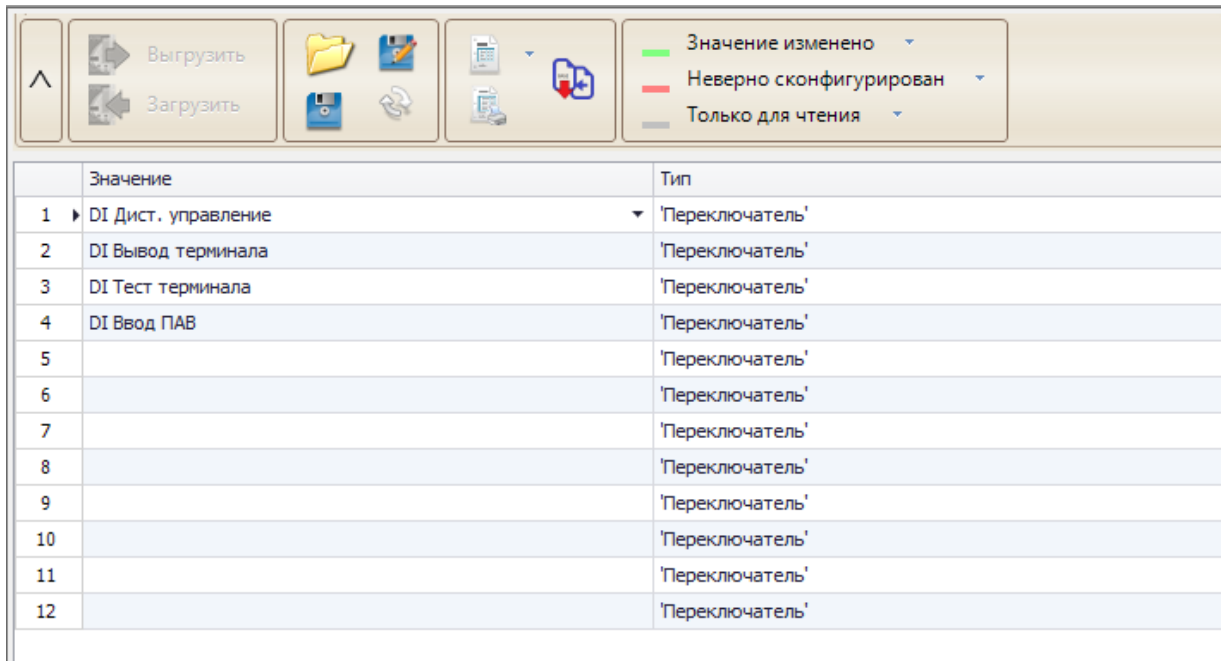 Выгрузить
Загрузить
Значение изменено
Неверно сконфигурирован
Только для чтения
Значение Тип
1 DI Дист. управление 'Переключатель'
2 DI Вывод терминала 'Переключатель'
3 DI Тест терминала 'Переключатель'
4 DI Ввод ПАВ 'Переключатель'
5 'Переключатель'
6 'Переключатель'
7 'Переключатель'
8 'Переключатель'
9 'Переключатель'
10 'Переключатель'
11 'Переключатель'
12 'Переключатель'